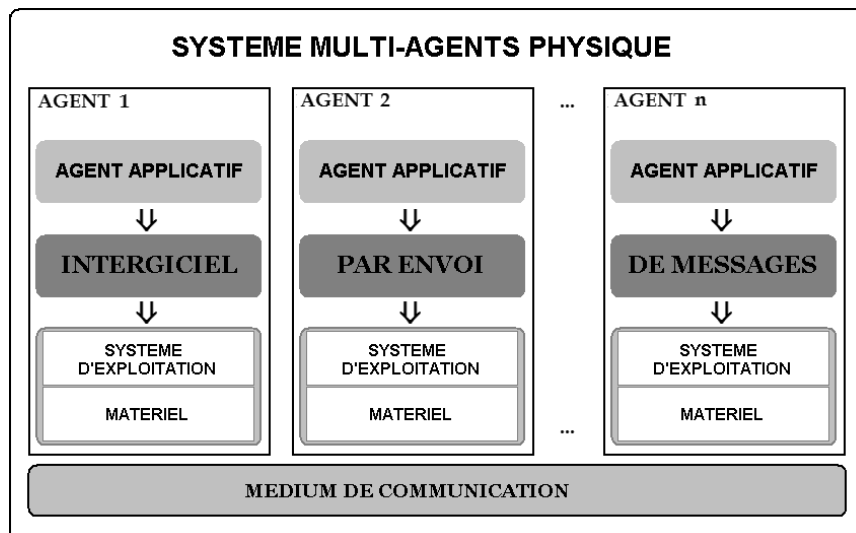 SYSTEME MULTI-AGENTS PHYSIQUE
AGENT 1
AGENT APPLICATIF
INTERGICIEL
SYSTEME
D'EXPLOITATION
MATERIEL
AGENT 2
AGENT APPLICATIF
PAR ENVOI
SYSTEME
D'EXPLOITATION
MATERIEL
...
...
AGENT n
AGENT APPLICATIF
DE MESSAGES
SYSTEME
D'EXPLOITATION
MATERIEL
MEDIUM DE COMMUNICATION